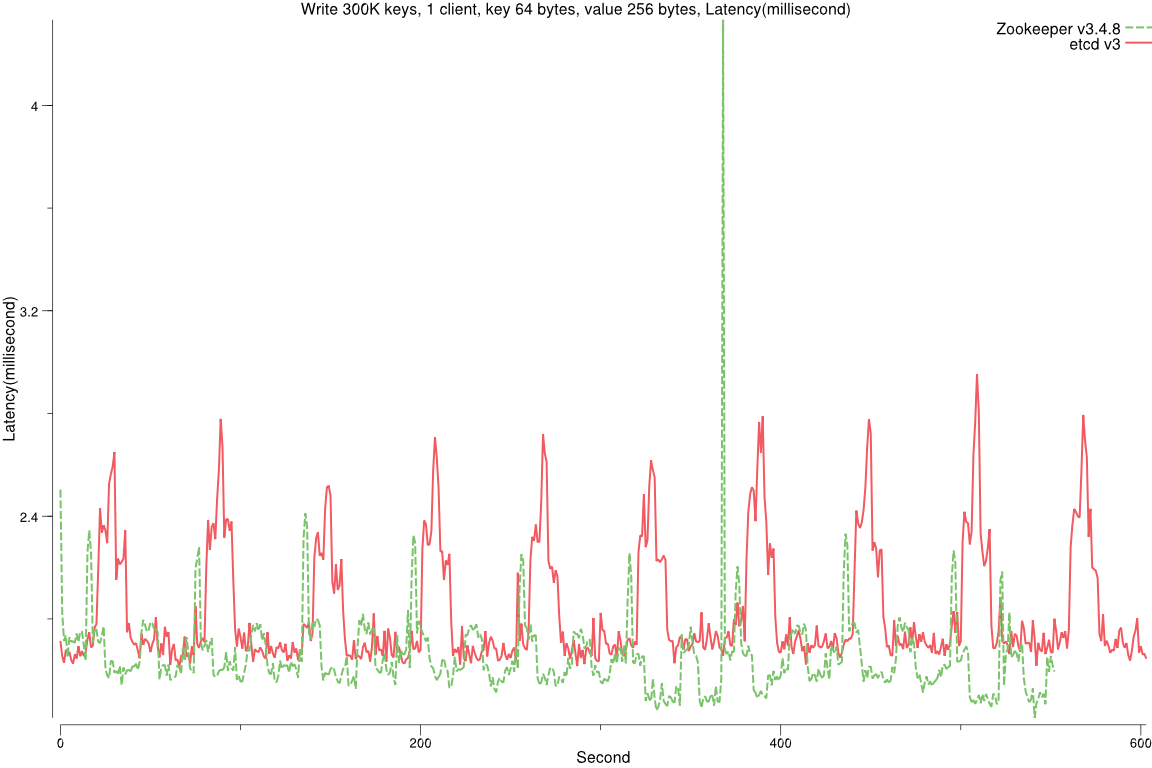 Write 300K keys, 1 client, key 64 bytes, value 256 bytes, Latency(millisecond)
Zookeeper v3.4.8
etcd v3
4
3.2
2.4
Latency(millisecond)
0
200
400
600
Second